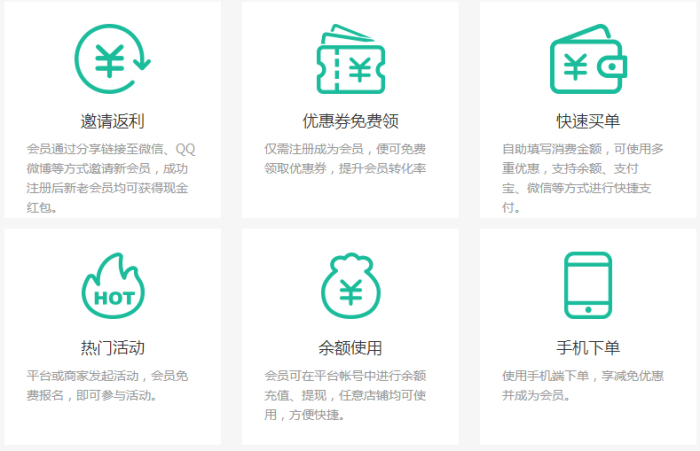 邀请返利
会员通过分享链接至微信、QQ
微博等方式邀请新会员，成功
注册后新老会员均可获得现金
红包。
优惠券免费领
仅需注册成为会员，便可免费
领取优惠券，提升会员转化率
快速买单
自助填写消费金额，可使用多
重优惠，支持余额、支付
宝、微信等方式进行快捷支
付。
HOT
热门活动
平台或商家发起活动，会员免
费报名，即可参与活动。
余额使用
会员可在平台帐号中进行余额
充值、提现，任意店铺均可使
用，方便快捷。
手机下单
使用手机端下单，享减免优惠
并成为会员。